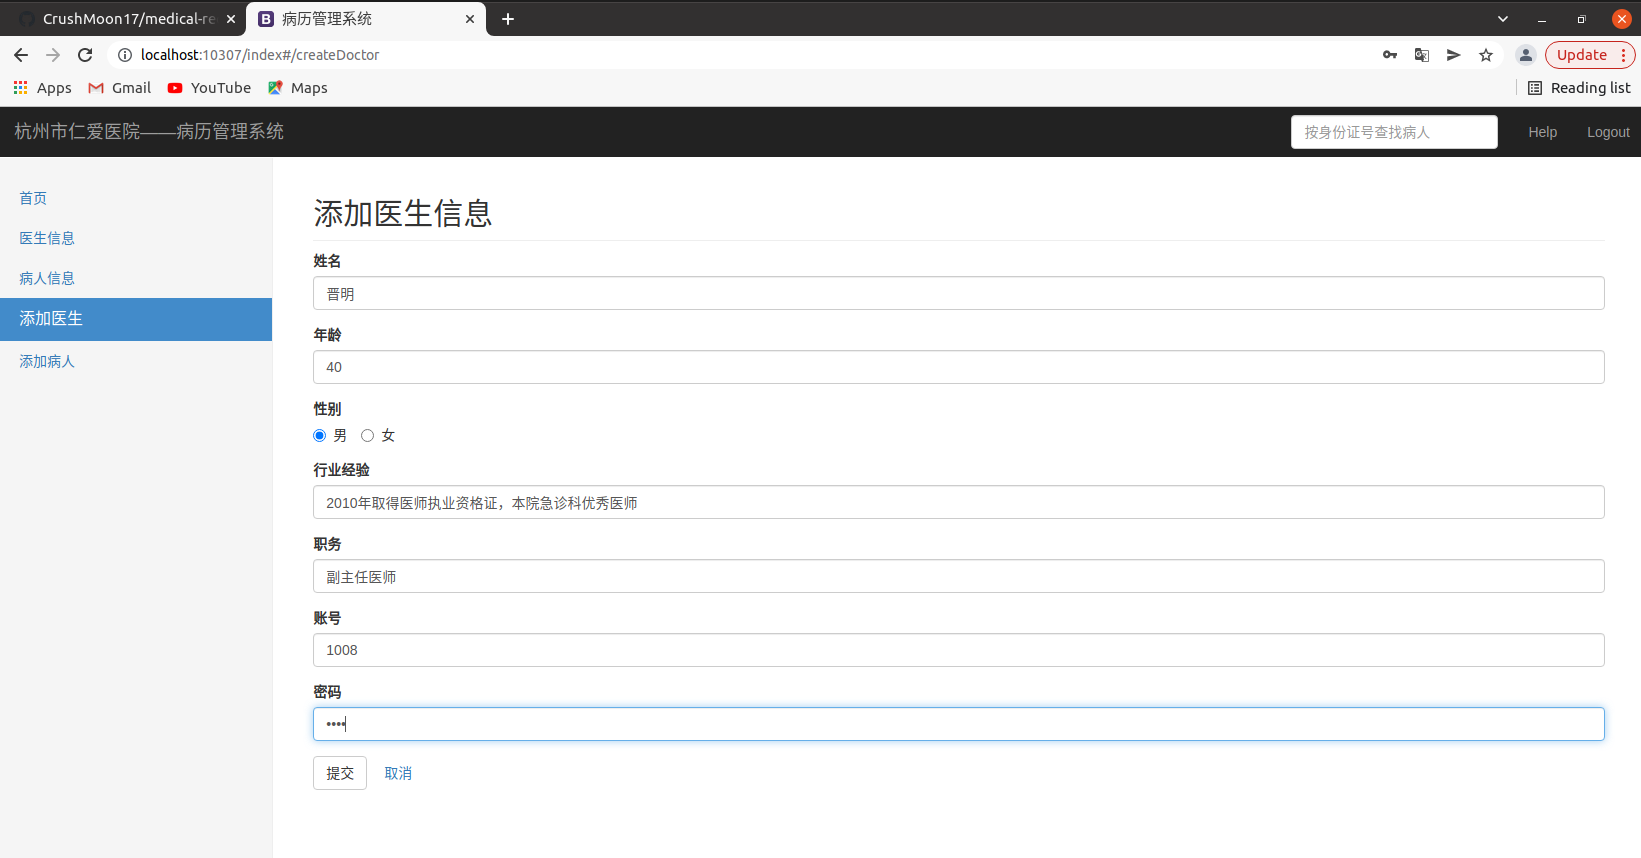 CrushMoon17/medical-re
病历管理系统
localhost:10307/index#/createDoctor
Update
Apps
Gmail
YouTube
Maps
Reading list
杭州市仁爱医院——病历管理系统
按身份证号查找病人
Help
Logout
首页
医生信息
病人信息
添加医生
添加病人
添加医生信息
姓名
晋明
年龄
40
性别
男 女
行业经验
2010年取得医师执业资格证，本院急诊科优秀医师
职务
副主任医师
账号
1008
密码
••••
提交 取消